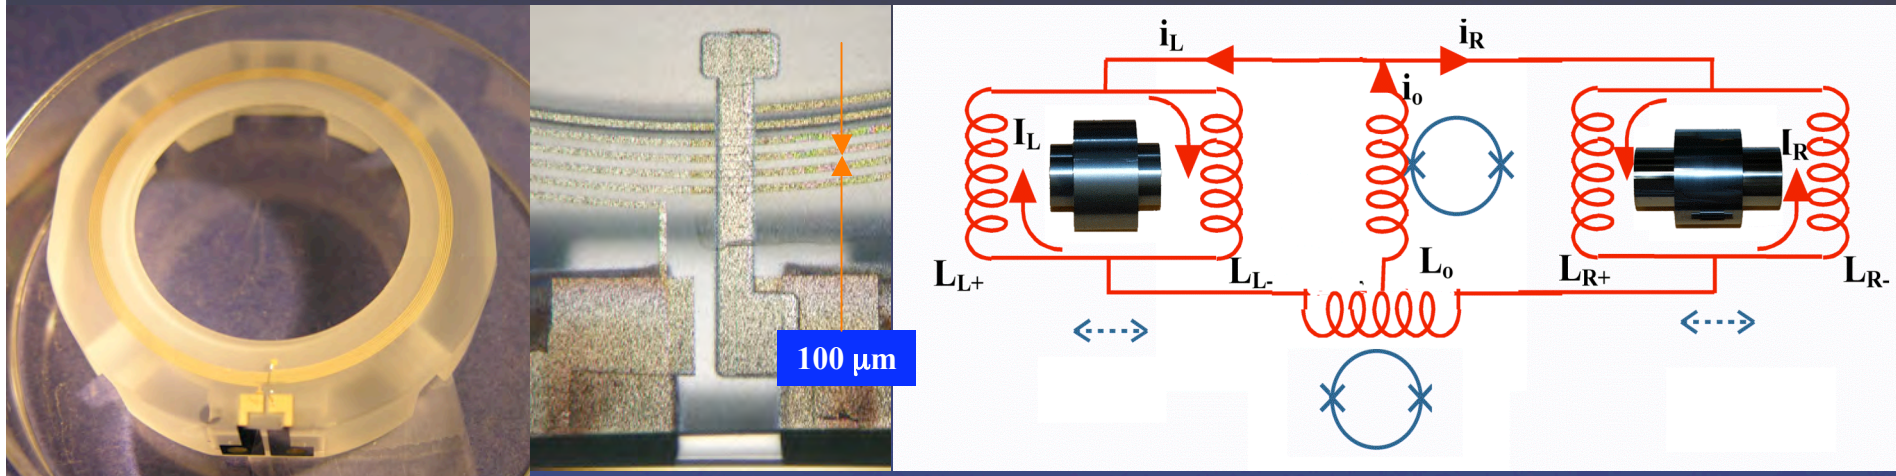 100 μm
i_L
i_R
i_o
I_L
I_R
L_L+
L_L-
L_o
L_R+
L_R-